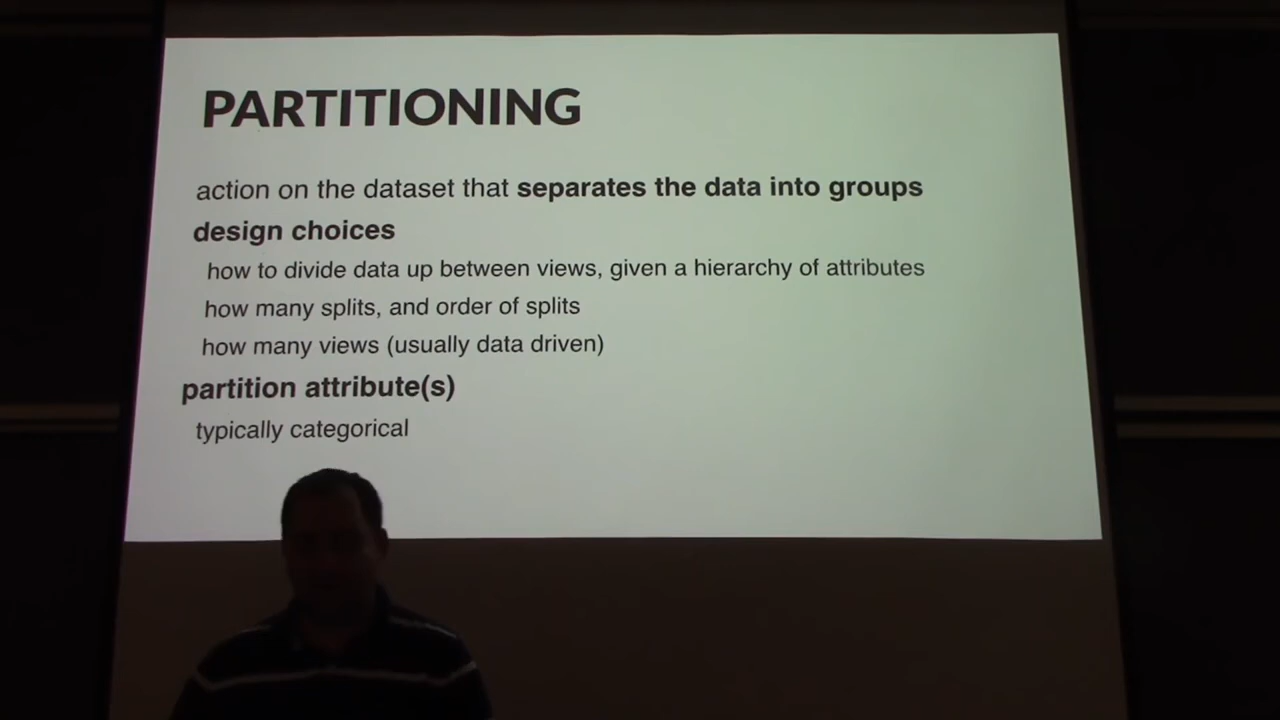 PARTITIONING
action on the dataset that separates the data into groups
design choices
how to divide data up between views, given a hierarchy of attributes
how many splits, and order of splits
how many views (usually data driven)
partition attribute(s)
typically categorical